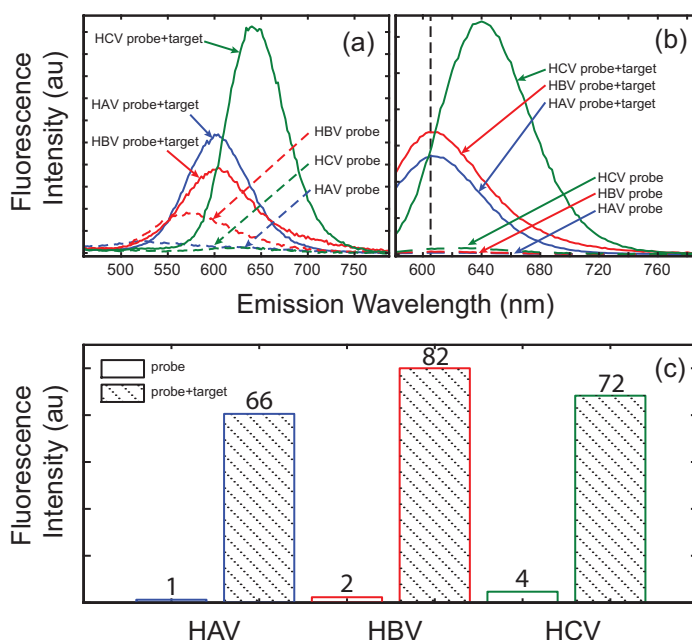 (a)
HCV probe+target
HAV probe+target
HBV probe+target
HBV probe
HCV probe
HAV probe
(b)
HCV probe+target
HBV probe+target
HAV probe+target
HCV probe
HBV probe
HAV probe
Fluorescence
Intensity (au)
500 550 600 650 700 750
600 640 680 720 760
Emission Wavelength (nm)
(c)
probe
probe+target
1 66 2 82 4 72
Fluorescence
Intensity (au)
HAV HBV HCV